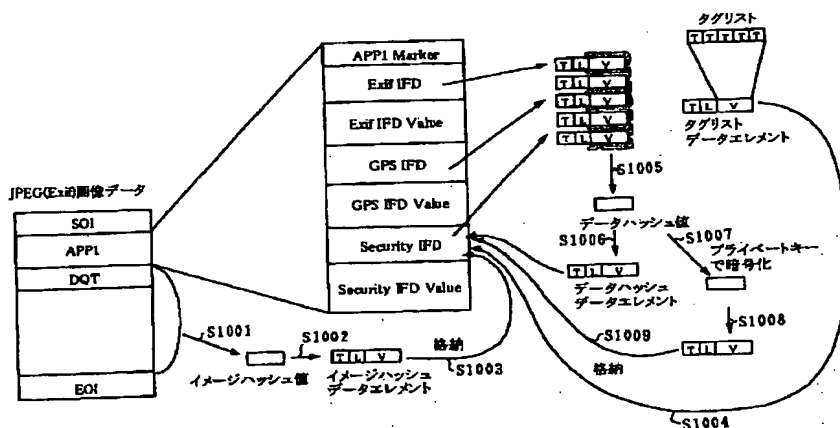 JPEG(Exif)画像データ
SOI
APP1
DQT
EOI
S1001
イメージハッシュ値
S1002
T L V
イメージハッシュ
データエレメント
格納
S1003
APP1 Marker
Exif IFD
Exif IFD Value
GPS IFD
GPS IFD Value
Security IFD
Security IFD Value
T L V
T L V
T L V
T L V
T L V
S1005
データハッシュ値
S1006
T L V
データハッシュ
データエレメント
S1007
プライベートキー
で暗号化
S1008
T L V
S1009
格納
タグリスト
T T T T T
T L V
タグリスト
データエレメント
S1004